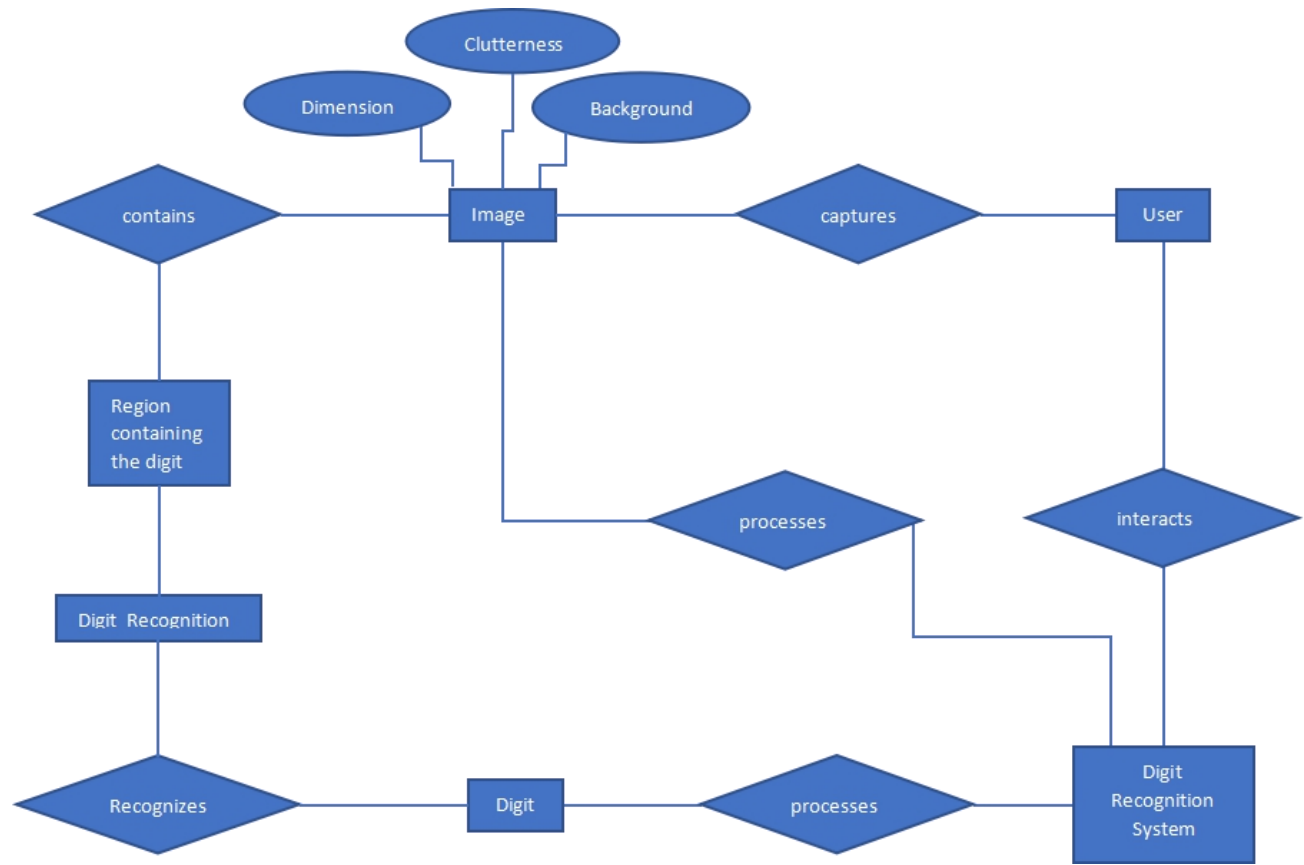 Clutterness
Dimension
Background
contains
Image
captures
User
Region
containing
the digit
processes
interacts
Digit Recognition
Recognizes
Digit
processes
Digit
Recognition
System